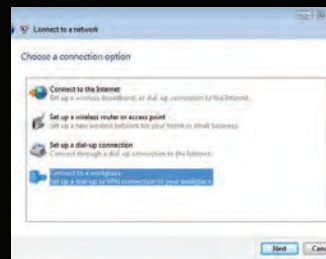 Connect to a network
Choose a connection option
Connect to the Internet
Set up a wireless, broadband, or dial-up connection to the Internet.
Set up a wireless router or access point
Set up a new wireless network for your home or small business.
Set up a dial-up connection
Connect through a dial-up connection to the Internet.
Connect to a workplace
Set up a dial-up or VPN connection to your workplace.
Next
Canc